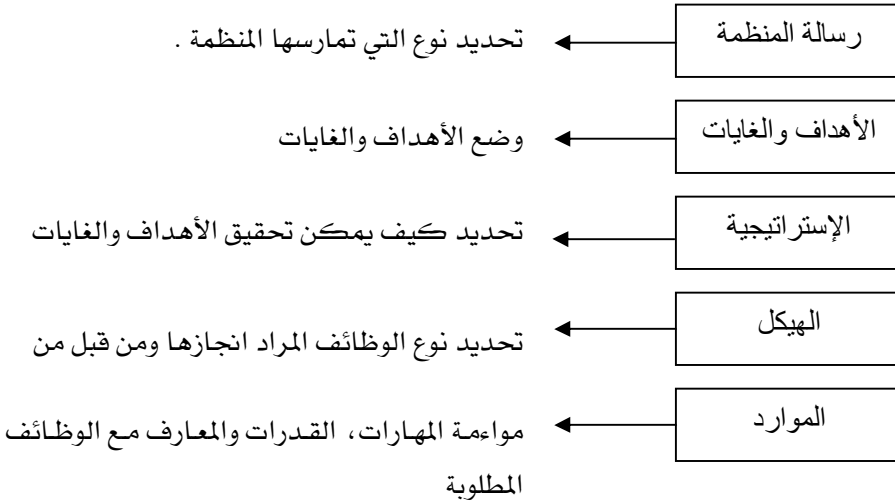 رسالة المنظمة
تحديد نوع التي تمارسها المنظمة .
الأهداف والغايات
وضع الأهداف والغايات
الإستراتيجية
تحديد كيف يمكن تحقيق الأهداف والغايات
الهيكل
تحديد نوع الوظائف المراد انجازها ومن قبل من
الموارد
مواءمة المهارات، القدرات والمعارف مع الوظائف
المطلوبة